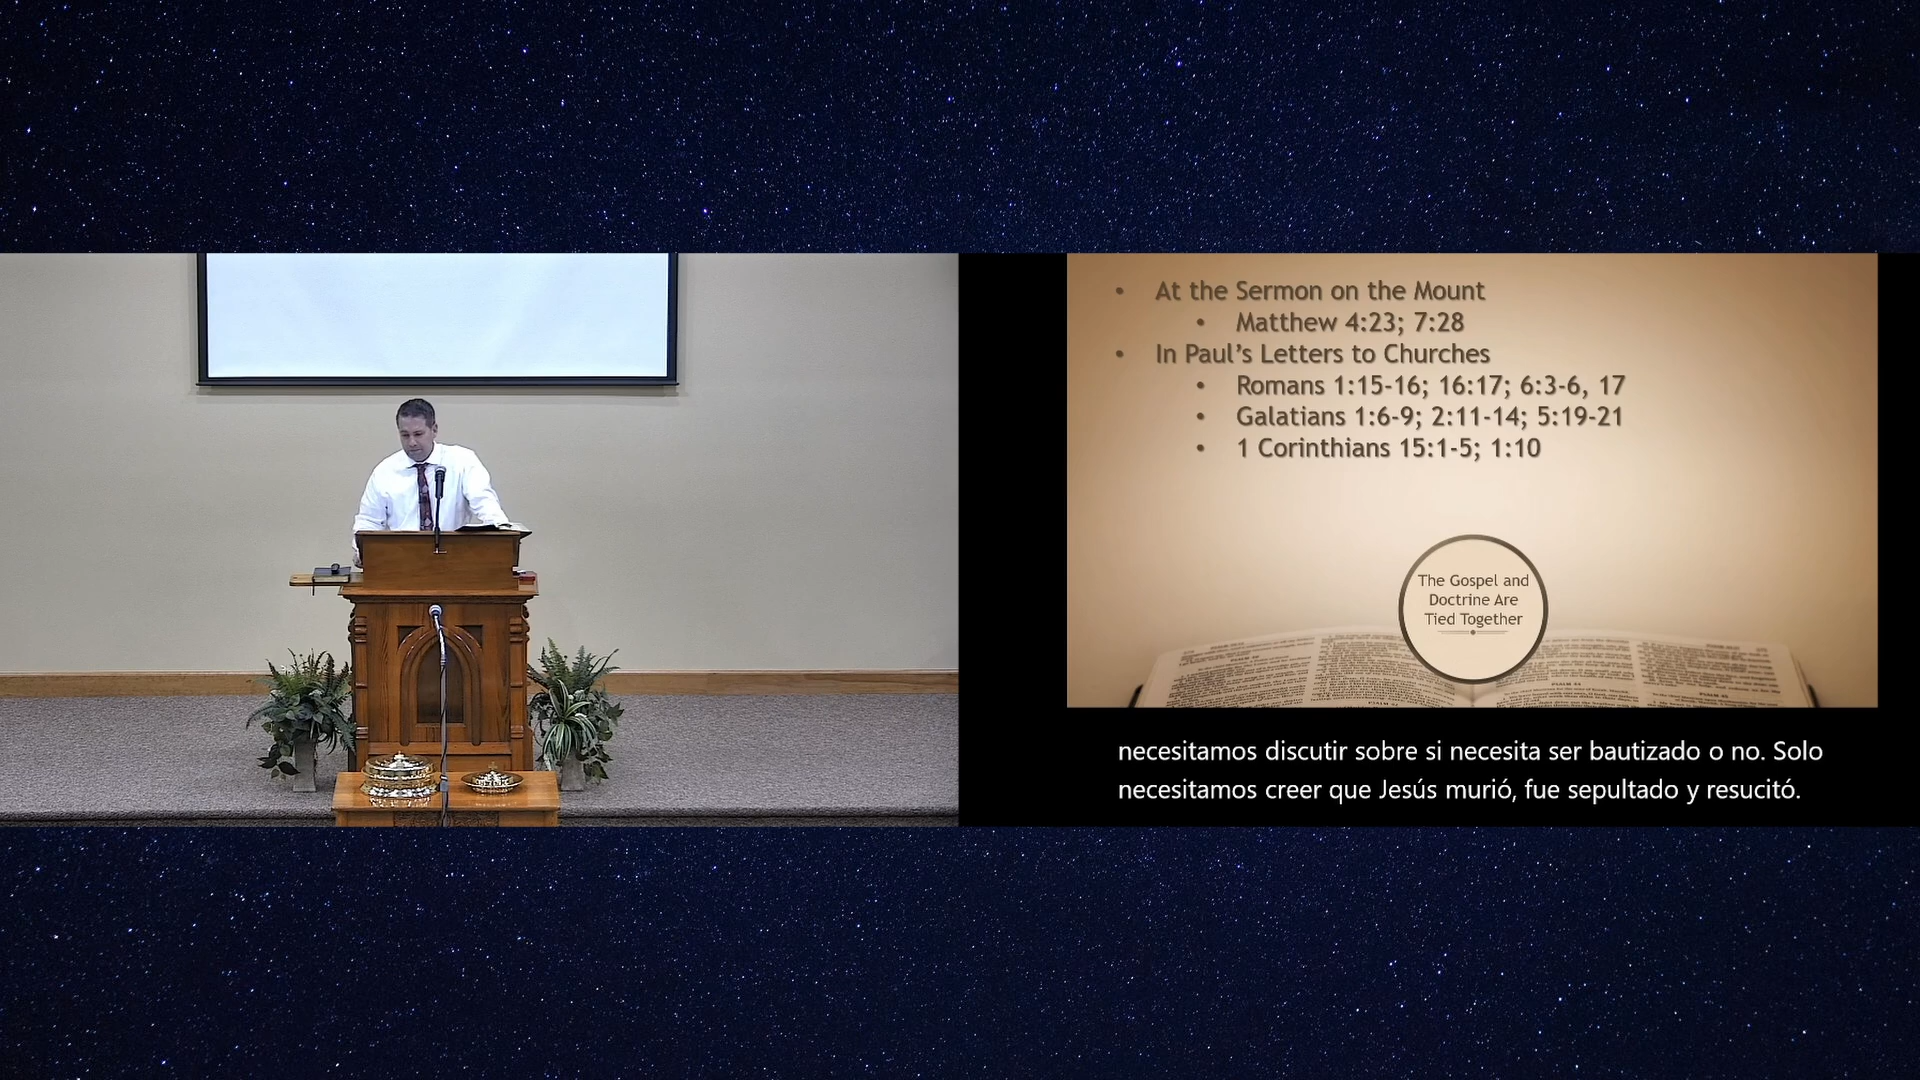 • At the Sermon on the Mount
• Matthew 4:23; 7:28
• In Paul's Letters to Churches
• Romans 1:15-16; 16:17; 6:3-6, 17
• Galatians 1:6-9; 2:11-14; 5:19-21
• 1 Corinthians 15:1-5; 1:10
The Gospel and
Doctrine Are
Tied Together
necesitamos discutir sobre si necesita ser bautizado o no. Solo
necesitamos creer que Jesús murió, fue sepultado y resucitó.